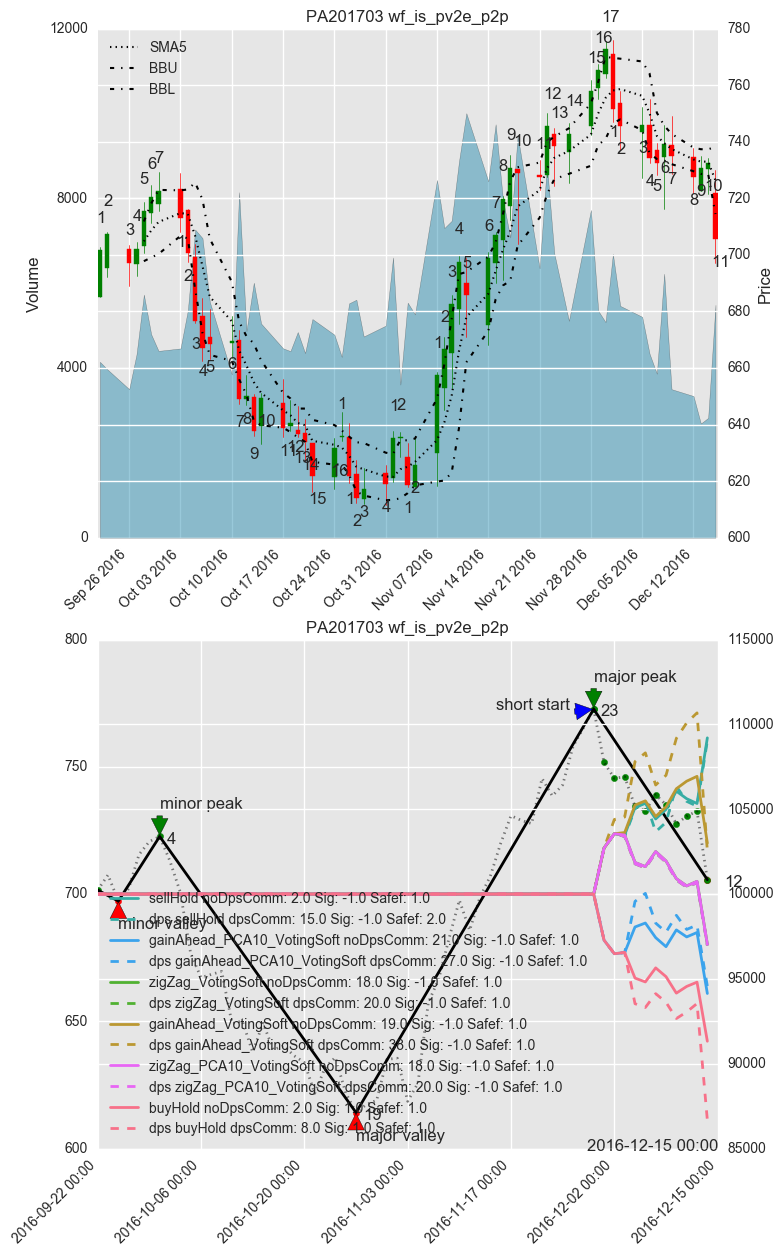 PA201703 wf_is_pv2e_p2p
12000
8000
4000
0
Volume
780
760
740
720
700
680
660
640
620
600
Price
SMA5
BBU
BBL
Sep 26 2016
Oct 03 2016
Oct 10 2016
Oct 17 2016
Oct 24 2016
Oct 31 2016
Nov 07 2016
Nov 14 2016
Nov 21 2016
Nov 28 2016
Dec 05 2016
Dec 12 2016
PA201703 wf_is_pv2e_p2p
800
750
700
650
600
115000
110000
105000
100000
95000
90000
85000
major peak
short start
23
minor peak
4
12
minor valley
19
major valley
sellHold noDpsComm: 2.0 Sig: -1.0 Safef: 1.0
dps sellHold dpsComm: 15.0 Sig: -1.0 Safef: 2.0
gainAhead_PCA10_VotingSoft noDpsComm: 21.0 Sig: -1.0 Safef: 1.0
dps gainAhead_PCA10_VotingSoft dpsComm: 27.0 Sig: -1.0 Safef: 1.0
zigZag_VotingSoft noDpsComm: 18.0 Sig: -1.0 Safef: 1.0
dps zigZag_VotingSoft dpsComm: 20.0 Sig: -1.0 Safef: 1.0
gainAhead_VotingSoft noDpsComm: 19.0 Sig: -1.0 Safef: 1.0
dps gainAhead_VotingSoft dpsComm: 38.0 Sig: -1.0 Safef: 1.0
zigZag_PCA10_VotingSoft noDpsComm: 18.0 Sig: -1.0 Safef: 1.0
dps zigZag_PCA10_VotingSoft dpsComm: 20.0 Sig: -1.0 Safef: 1.0
buyHold noDpsComm: 2.0 Sig: 1.0 Safef: 1.0
dps buyHold dpsComm: 8.0 Sig: 1.0 Safef: 1.0
2016-12-15 00:00
2016-09-22 00:00
2016-10-06 00:00
2016-10-20 00:00
2016-11-03 00:00
2016-11-17 00:00
2016-12-02 00:00
2016-12-15 00:00